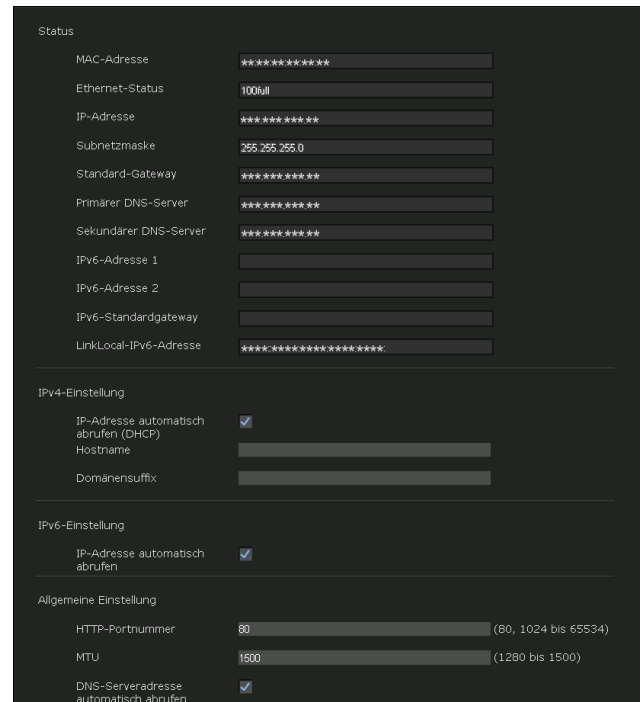 Status
MAC-Adresse **:**:**:**:**:**
Ethernet-Status 100full
IP-Adresse ***.***.***.**
Subnetzmaske 255.255.255.0
Standard-Gateway ***.***.***.**
Primärer DNS-Server ***.***.***.**
Sekundärer DNS-Server ***.***.***.**
IPv6-Adresse 1
IPv6-Adresse 2
IPv6-Standardgateway
LinkLocal-IPv6-Adresse ****::****:****:****:****:
IPv4-Einstellung
IP-Adresse automatisch
abrufen (DHCP)
Hostname
Domänensuffix
IPv6-Einstellung
IP-Adresse automatisch
abrufen
Allgemeine Einstellung
HTTP-Portnummer 80 (80, 1024 bis 65534)
MTU 1500 (1280 bis 1500)
DNS-Serveradresse
automatisch abrufen